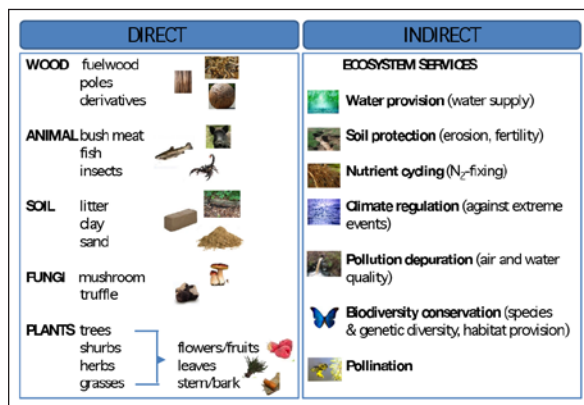 DIRECT
INDIRECT
WOOD fuelwood
poles
derivatives
ANIMAL bush meat
fish
insects
SOIL litter
clay
sand
FUNGI mushroom
truffle
PLANTS trees
shurbs
herbs
grasses
flowers/fruits
leaves
stem/bark
ECOSYSTEM SERVICES
Water provision (water supply)
Soil protection (erosion, fertility)
Nutrient cycling (N₂-fixing)
Climate regulation (against extreme
events)
Pollution depuration (air and water
quality)
Biodiversity conservation (species
& genetic diversity, habitat provision)
Pollination